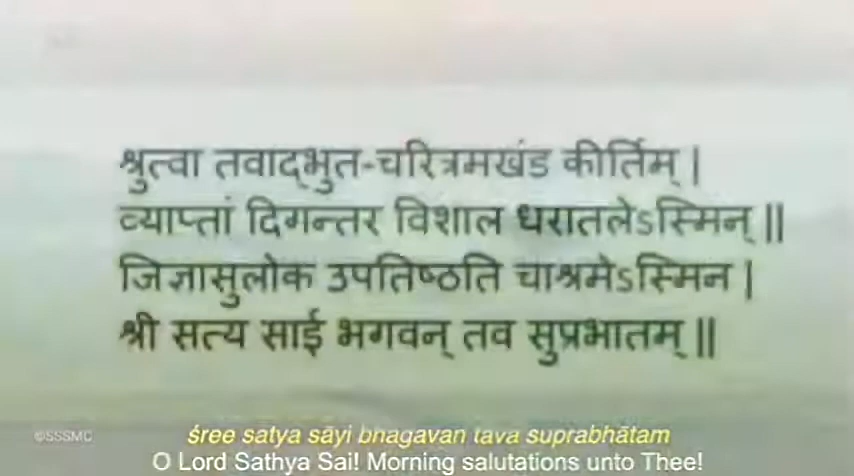 श्रुत्वा तवाद्‌भुत-चरित्रमखंड कीर्तिम् |
व्याप्तां दिगन्तर विशाल धरातलेऽस्मिन् ||
जिज्ञासुलोक उपतिष्ठति चाश्रमेऽस्मिन |
श्री सत्य साई भगवन् तव सुप्रभातम् ||
©SSSMC
śree satya sāyi bhagavan tava suprabhātam
O Lord Sathya Sai! Morning salutations unto Thee!